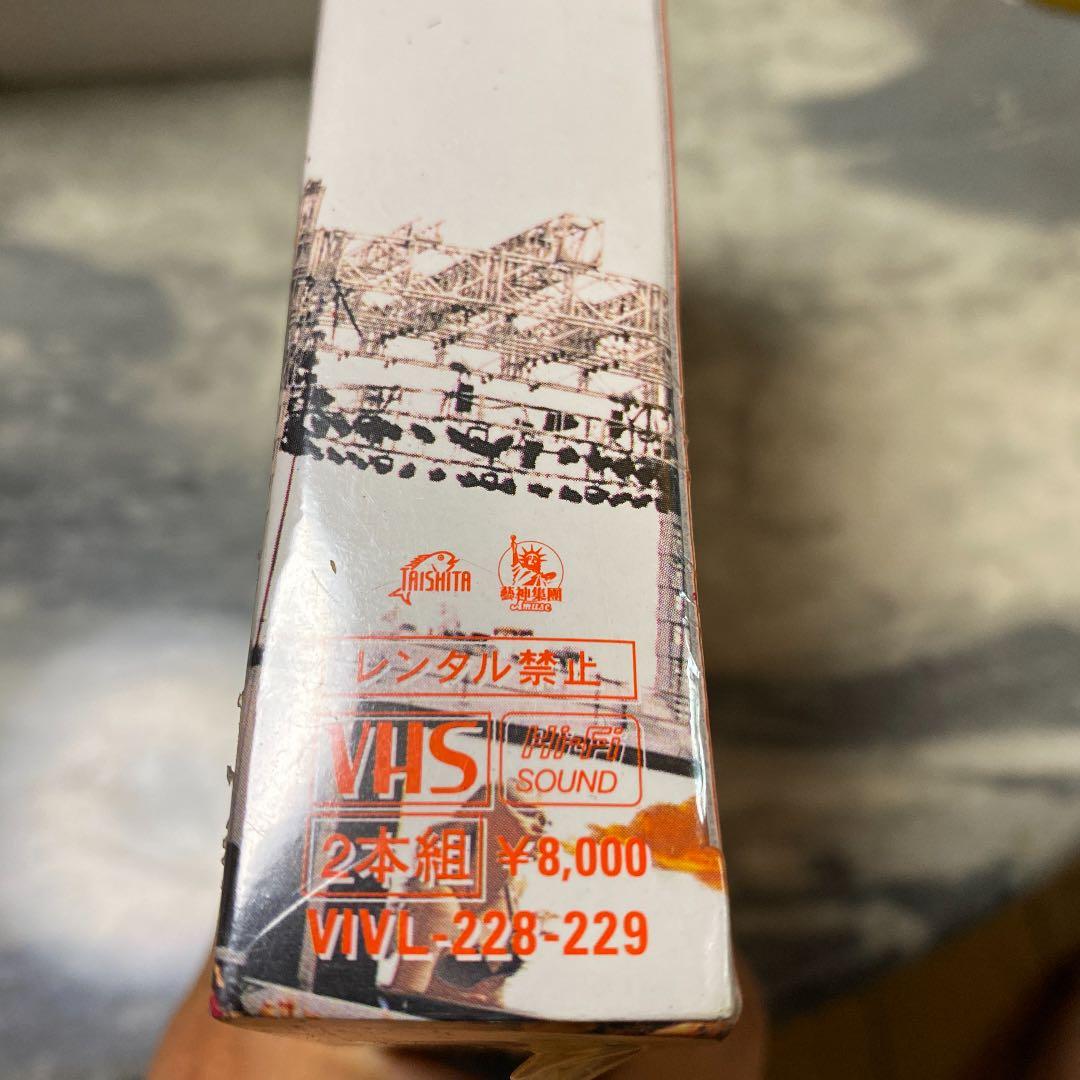 TAISHITA
藝神集團
Amuse
レンタル禁止
VHS
Hi-Fi
SOUND
2本組 ¥8,000
VIVL-228-229